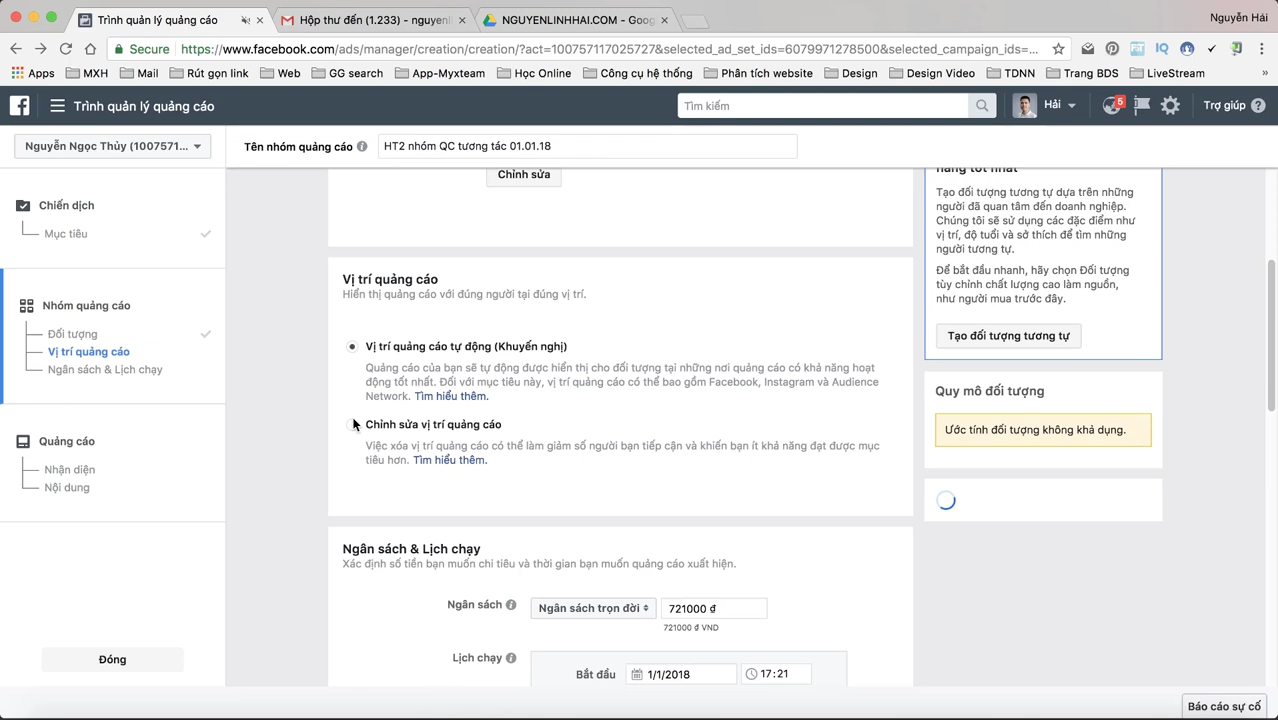 Trình quản lý quảng cáo
Hộp thư đến (1.233) - nguyenl
NGUYENLINHHAI.COM - Goog
Nguyễn Hải
Secure
https://www.facebook.com/ads/manager/creation/creation/?act=100757117025727&selected_ad_set_ids=6079971278500&selected_campaign_ids=...
Apps
MXH
Mail
Rút gọn link
Web
GG search
App-Myxteam
Học Online
Công cụ hệ thống
Phân tích website
Design
Design Video
TDNN
Trang BDS
LiveStream
»
Trình quản lý quảng cáo
Tìm kiếm
Hải
5
Trợ giúp
Nguyễn Ngọc Thủy (1007571...
Tên nhóm quảng cáo
HT2 nhóm QC tương tác 01.01.18
Chiến dịch
Mục tiêu
Nhóm quảng cáo
Đối tượng
Vị trí quảng cáo
Ngân sách & Lịch chạy
Quảng cáo
Nhận diện
Nội dung
Đóng
Chỉnh sửa
Vị trí quảng cáo
Hiển thị quảng cáo với đúng người tại đúng vị trí.
Vị trí quảng cáo tự động (Khuyến nghị)
Quảng cáo của bạn sẽ tự động được hiển thị cho đối tượng tại những nơi quảng cáo có khả năng hoạt
động tốt nhất. Đối với mục tiêu này, vị trí quảng cáo có thể bao gồm Facebook, Instagram và Audience
Network. Tìm hiểu thêm.
Chỉnh sửa vị trí quảng cáo
Việc xóa vị trí quảng cáo có thể làm giảm số người bạn tiếp cận và khiến bạn ít khả năng đạt được mục
tiêu hơn. Tìm hiểu thêm.
Ngân sách & Lịch chạy
Xác định số tiền bạn muốn chi tiêu và thời gian bạn muốn quảng cáo xuất hiện.
Ngân sách
Ngân sách trọn đời
721000 ₫
721000 ₫ VND
Lịch chạy
Bắt đầu
1/1/2018
17:21
hàng tốt nhất
Tạo đối tượng tương tự dựa trên những
người đã quan tâm đến doanh nghiệp.
Chúng tôi sẽ sử dụng các đặc điểm như
vị trí, độ tuổi và sở thích để tìm những
người tương tự.
Để bắt đầu nhanh, hãy chọn Đối tượng
tùy chỉnh chất lượng cao làm nguồn,
như người mua trước đây.
Tạo đối tượng tương tự
Quy mô đối tượng
Ước tính đối tượng không khả dụng.
Báo cáo sự cố